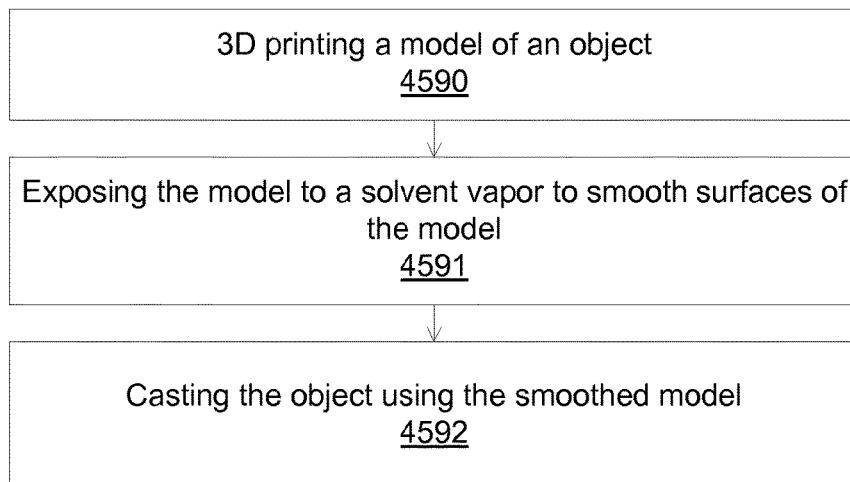 3D printing a model of an object
4590
Exposing the model to a solvent vapor to smooth surfaces of
the model
4591
Casting the object using the smoothed model
4592